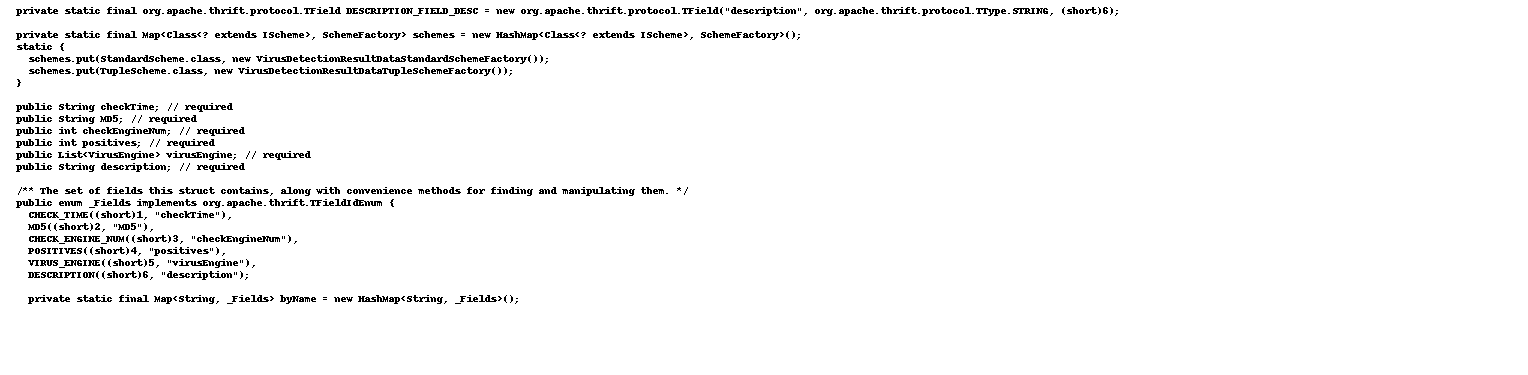 private static final org.apache.thrift.protocol.TField DESCRIPTION_FIELD_DESC = new org.apache.thrift.protocol.TField("description", org.apache.thrift.protocol.TType.STRING, (short)6);
private static final Map<Class<? extends IScheme>, SchemeFactory> schemes = new HashMap<Class<? extends IScheme>, SchemeFactory>();
static {
schemes.put(StandardScheme.class, new VirusDetectionResultDataStandardSchemeFactory());
schemes.put(TupleScheme.class, new VirusDetectionResultDataTupleSchemeFactory());
}
public String checkTime; // required
public String MD5; // required
public int checkEngineNum; // required
public int positives; // required
public List<VirusEngine> virusEngine; // required
public String description; // required
/** The set of fields this struct contains, along with convenience methods for finding and manipulating them. */
public enum _Fields implements org.apache.thrift.TFieldIdEnum {
CHECK_TIME((short)1, "checkTime"),
MD5((short)2, "MD5"),
CHECK_ENGINE_NUM((short)3, "checkEngineNum"),
POSITIVES((short)4, "positives"),
VIRUS_ENGINE((short)5, "virusEngine"),
DESCRIPTION((short)6, "description");
private static final Map<String, _Fields> byName = new HashMap<String, _Fields>();